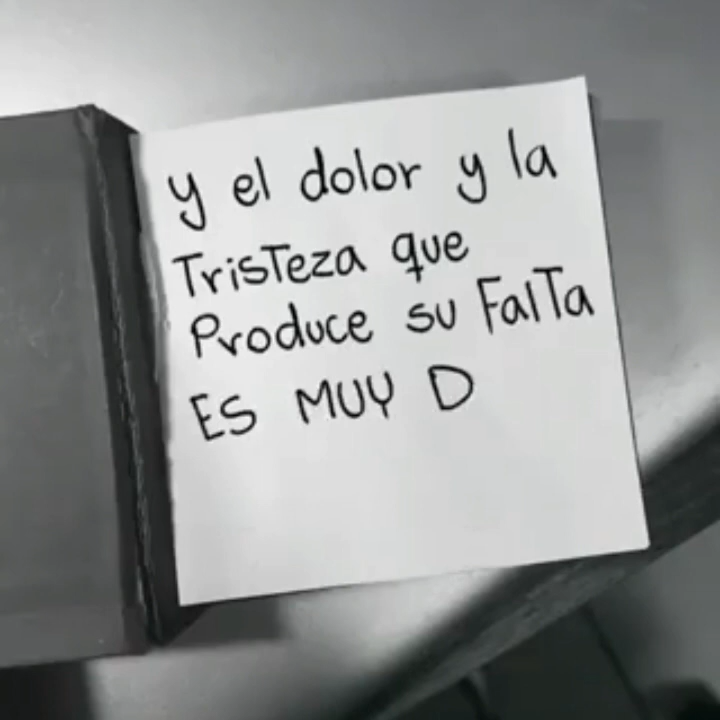 y el dolor y la
TrisTeza que
Produce su FalTa
ES MUY D